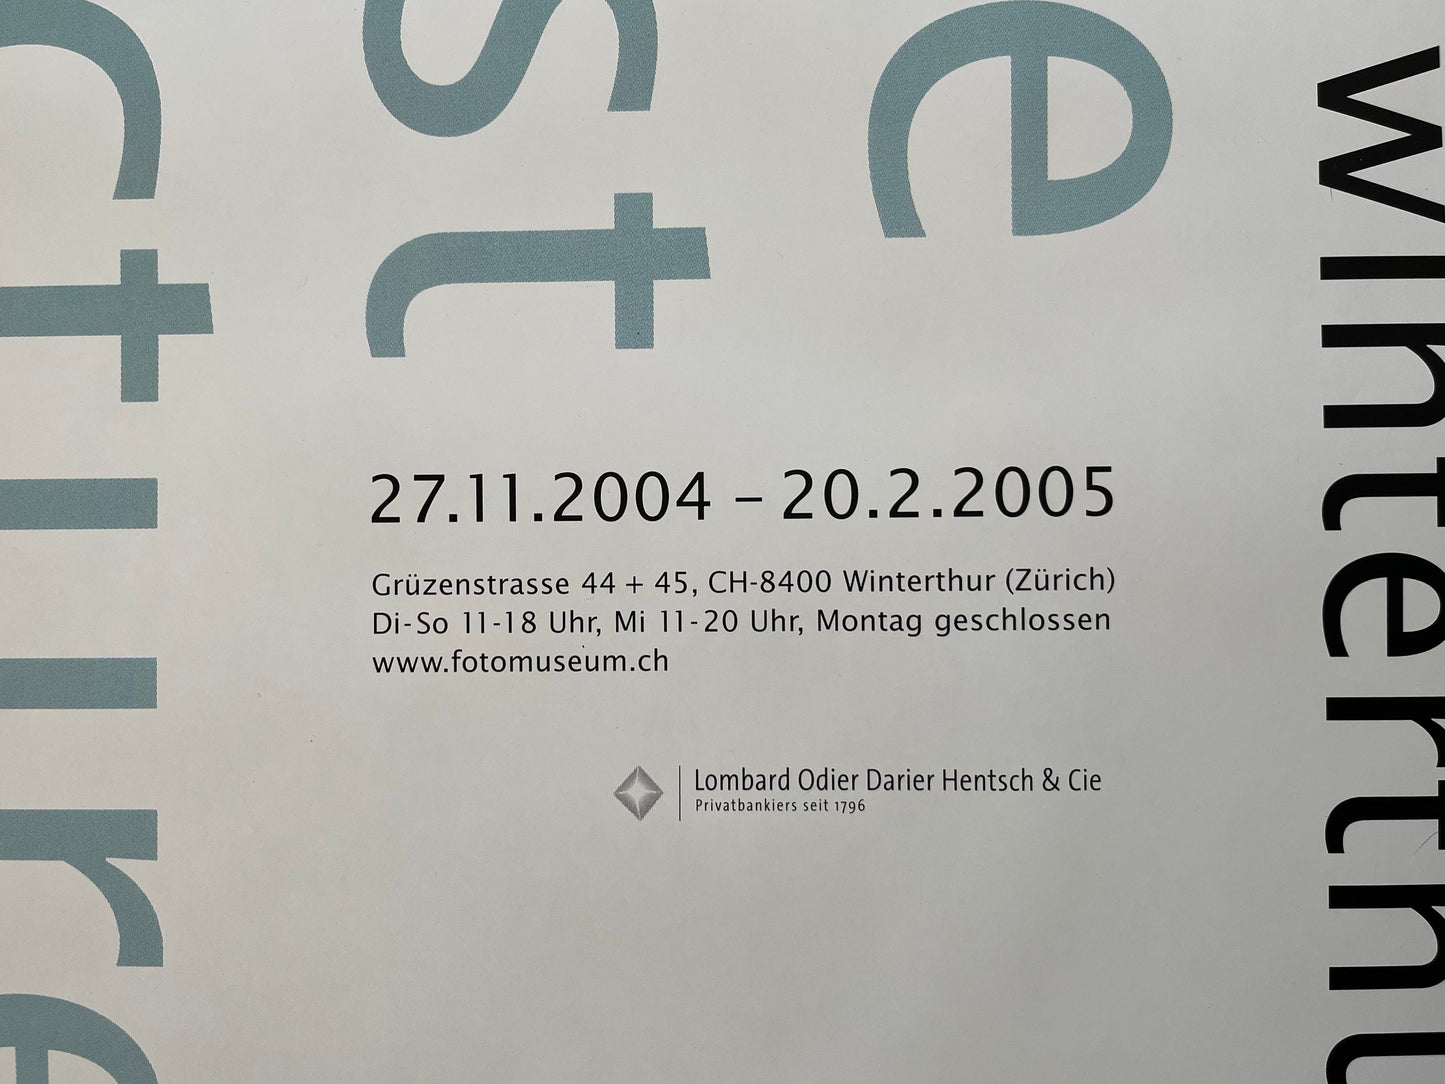 27.11.2004 – 20.2.2005
Grüzenstrasse 44 + 45, CH-8400 Winterthur (Zürich)
Di-So 11-18 Uhr, Mi 11-20 Uhr, Montag geschlossen
www.fotomuseum.ch
Lombard Odier Darier Hentsch & Cie
Privatbankiers seit 1796